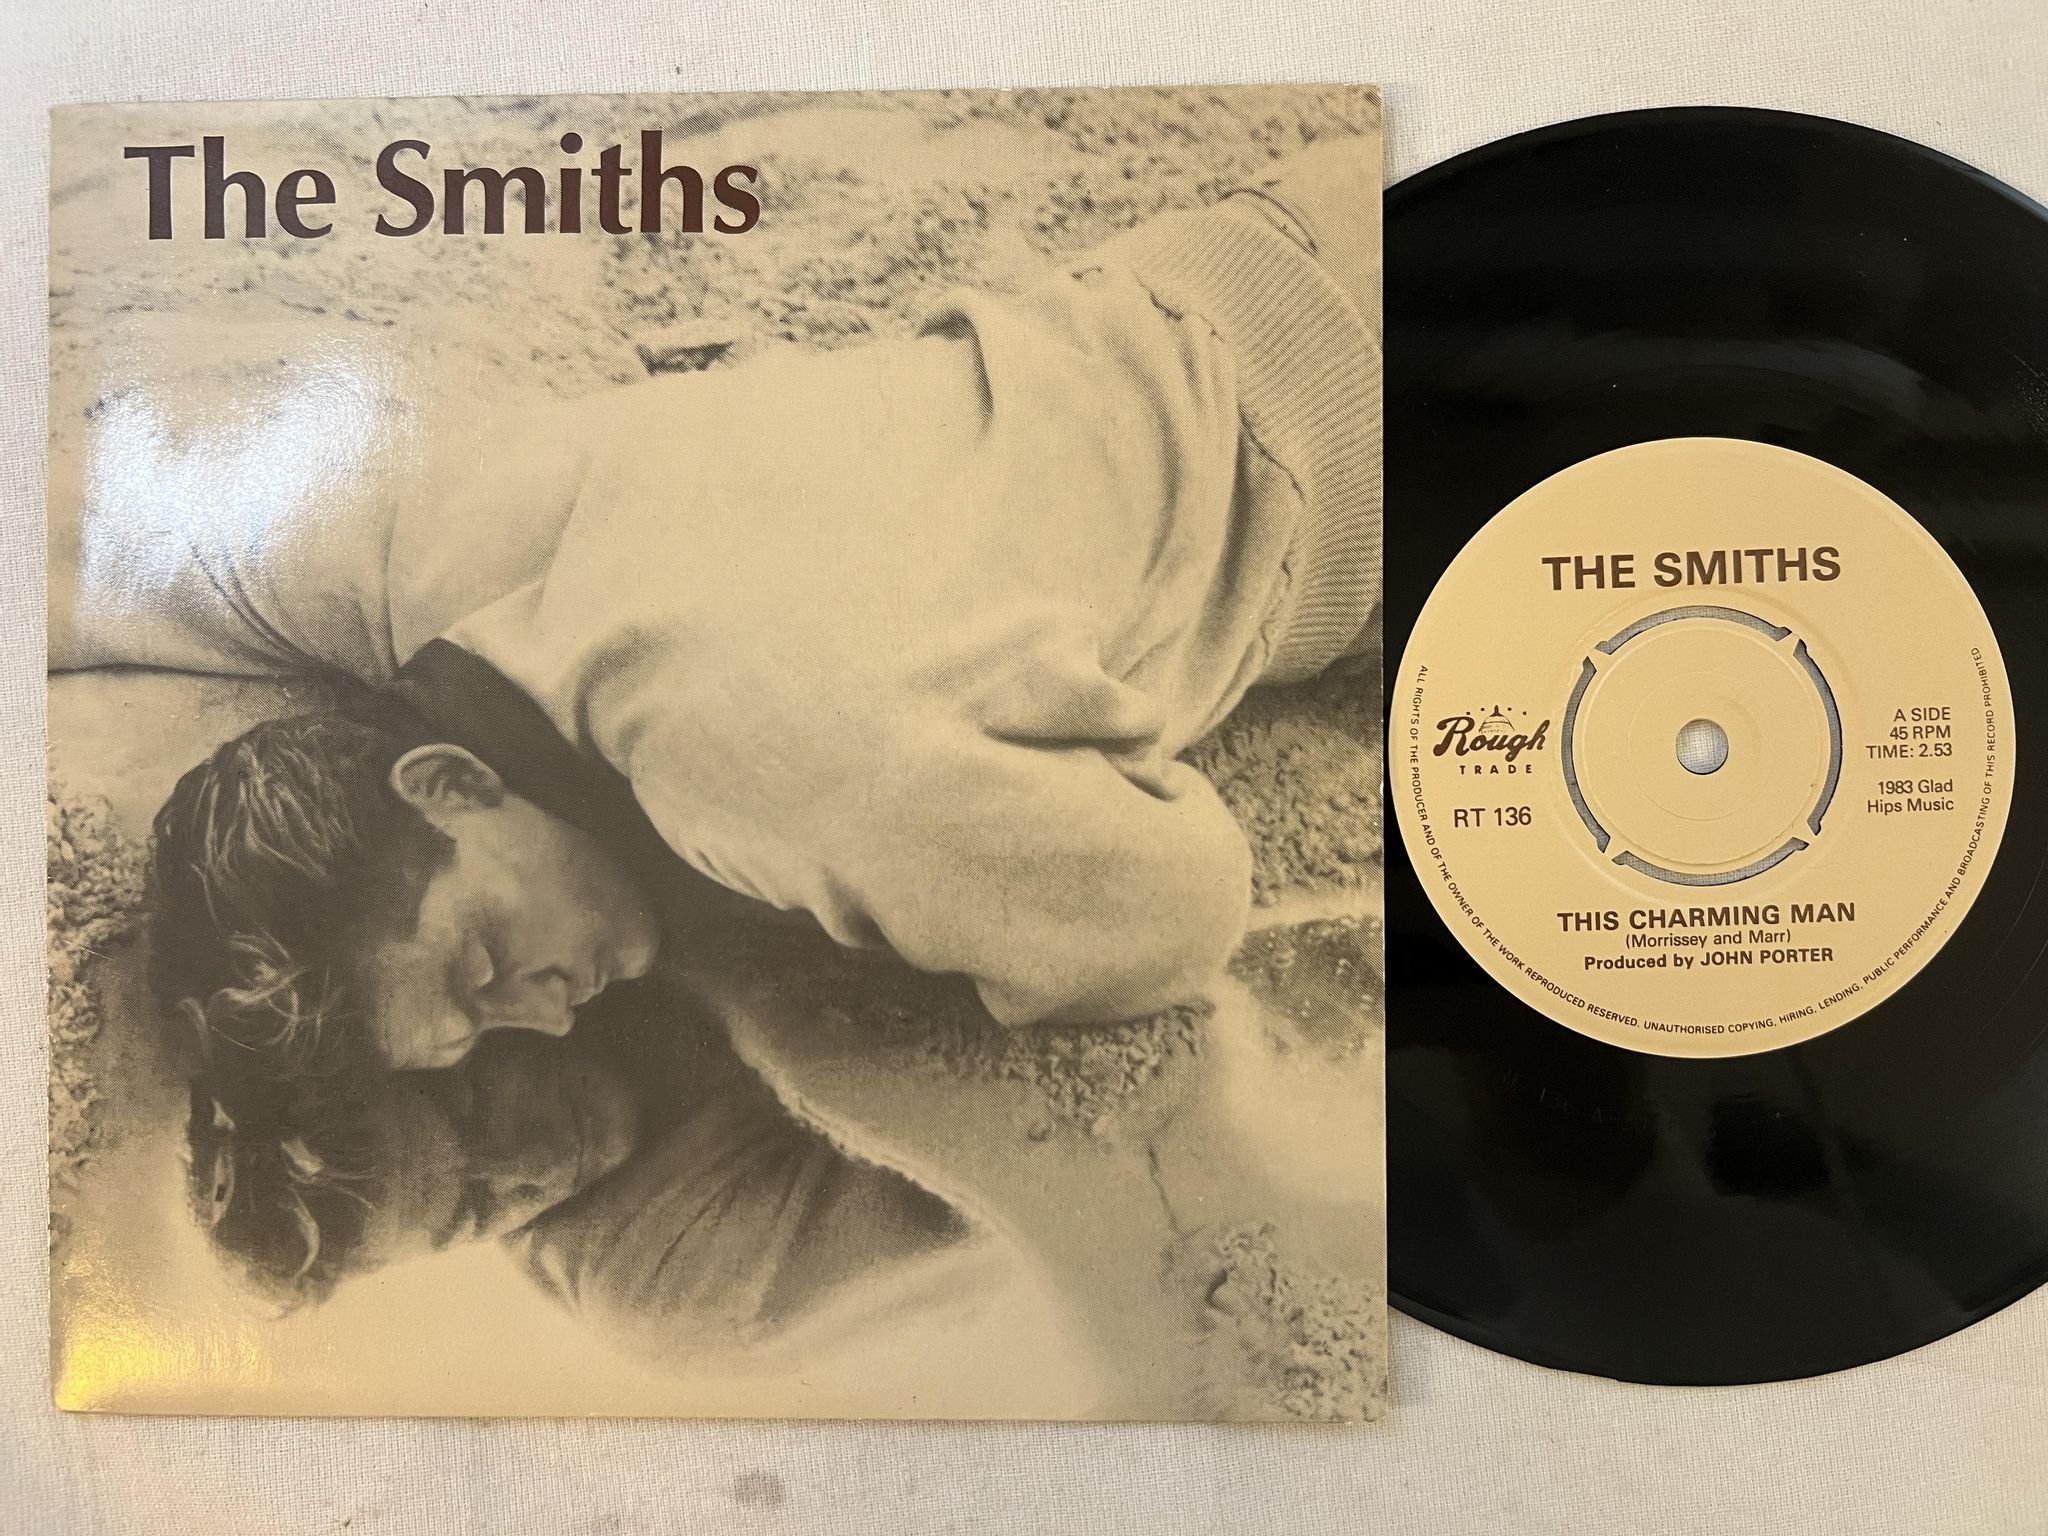 The Smiths
THE SMITHS
Rough
TRADE
RT 136
A SIDE
45 RPM
TIME: 2.53
1983 Glad
Hips Music
THIS CHARMING MAN
(Morrissey and Marr)
Produced by JOHN PORTER
ALL RIGHTS OF THE PRODUCER AND OF THE OWNER OF THE WORK REPRODUCED RESERVED. UNAUTHORISED COPYING, HIRING, LENDING, PUBLIC PERFORMANCE AND BROADCASTING OF THIS RECORD PROHIBITED